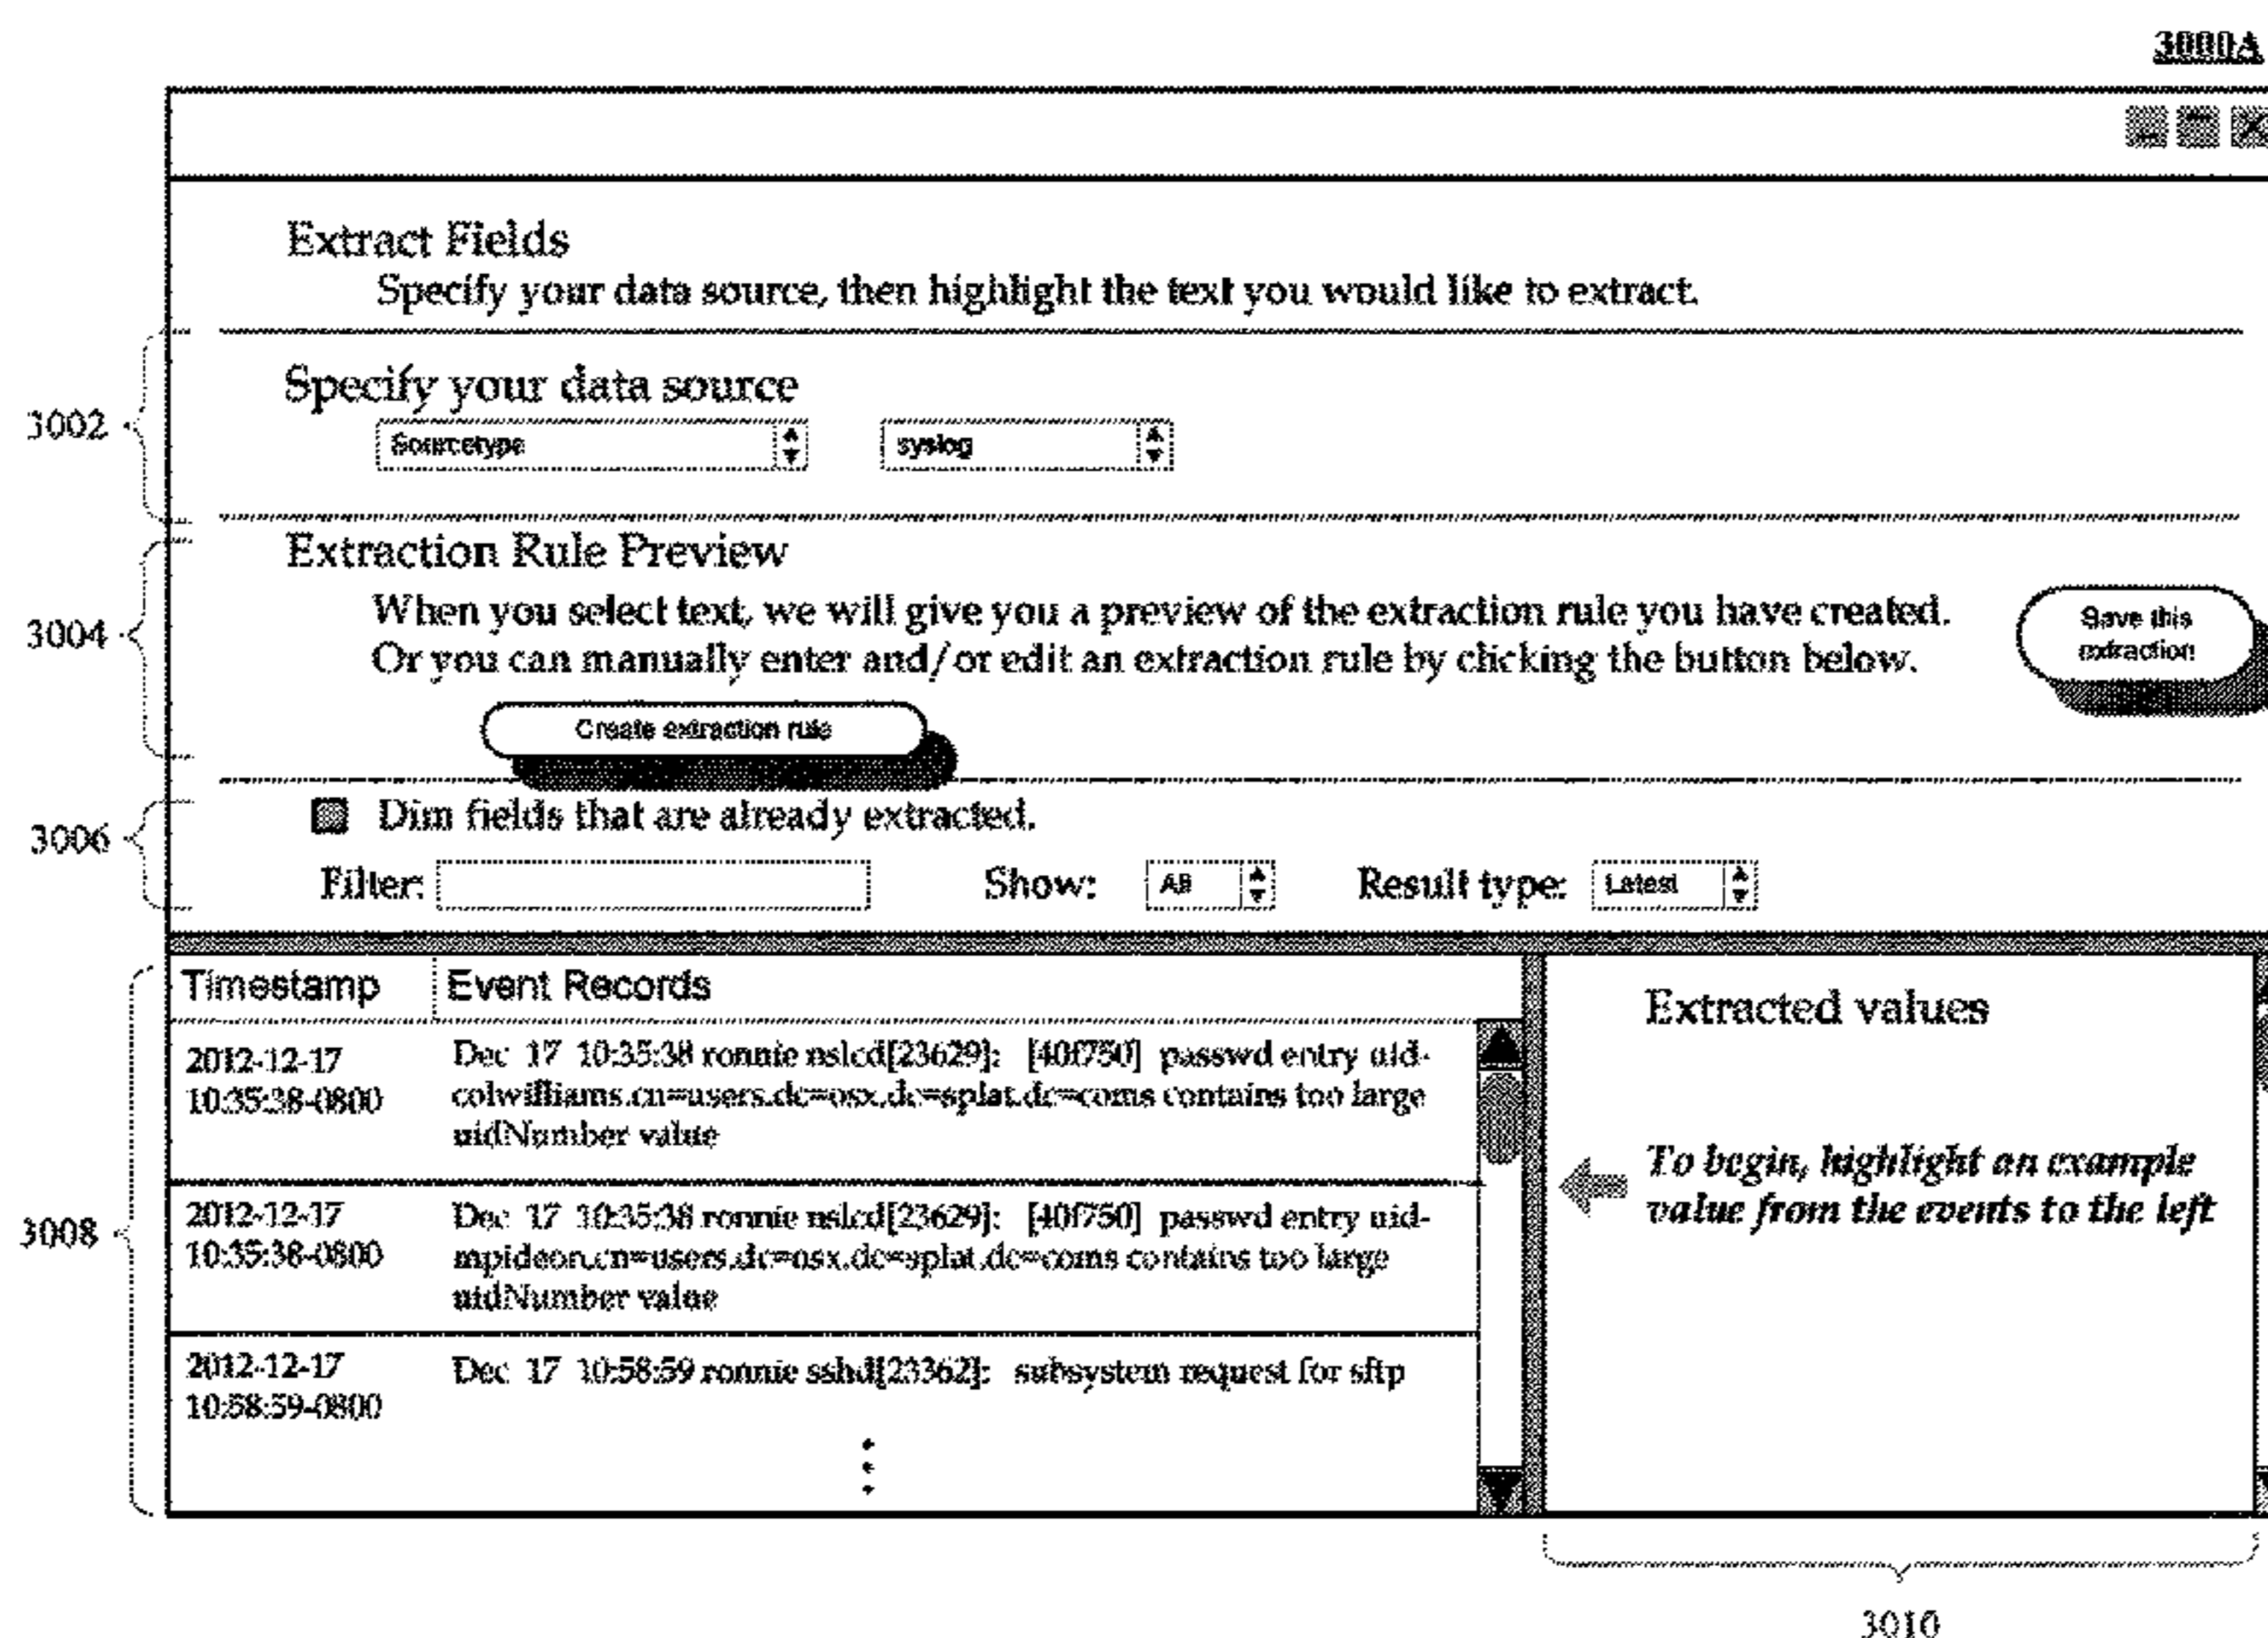 3000A
Extract Fields
Specify your data source, then highlight the text you would like to extract.
3002
Specify your data source
Sourcetype
syslog
Extraction Rule Preview
3004
When you select text, we will give you a preview of the extraction rule you have created.
Or you can manually enter and/or edit an extraction rule by clicking the button below.
Save this
extraction
Create extraction rule
3006
Dim fields that are already extracted.
Filter:
Show:
All
Result type:
Latest
3008
Timestamp
Event Records
Extracted values
2012-12-17
10:35:38-0800
Dec 17 10:35:38 ronnie nslcd[23629]: [40f750] passwd entry uid-
colwilliams.cn=users.dc=osx.dc=splat.dc=coms contains too large
uidNumber value
To begin, highlight an example
value from the events to the left
2012-12-17
10:35:38-0800
Dec 17 10:35:38 ronnie nslcd[23629]: [40f750] passwd entry uid-
mpideon.cn=users.dc=osx.dc=splat.dc=coms contains too large
uidNumber value
2012-12-17
10:58:59-0800
Dec 17 10:58:59 ronnie sshd[23362]: subsystem request for sftp
3010